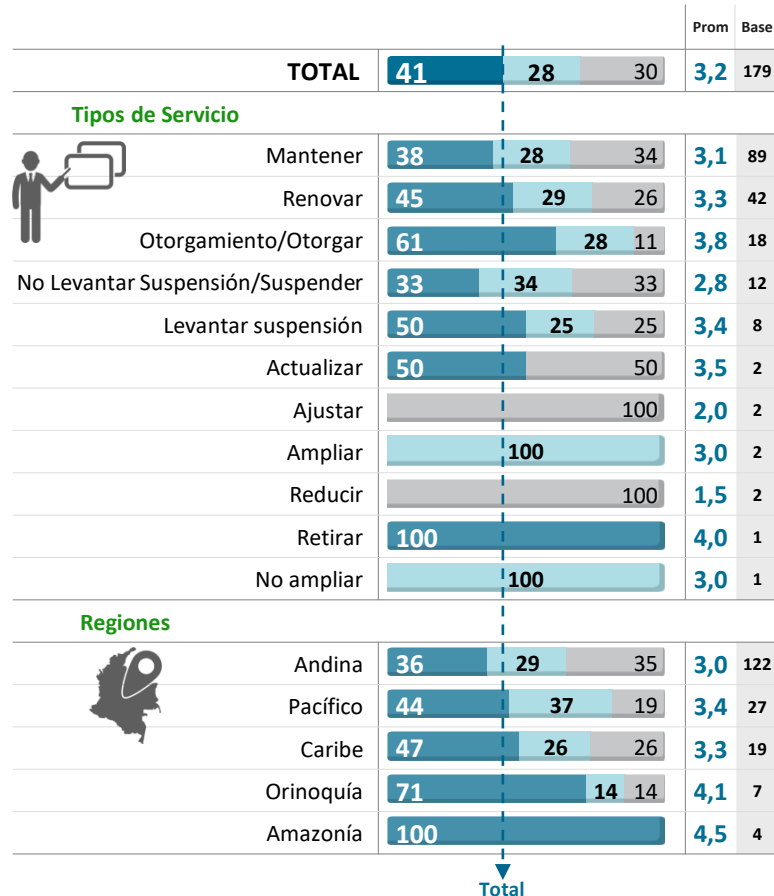 Prom Base
TOTAL 41 28 30 3,2 179
Tipos de Servicio
Mantener 38 28 34 3,1 89
Renovar 45 29 26 3,3 42
Otorgamiento/Otorgar 61 28 11 3,8 18
No Levantar Suspensión/Suspender 33 34 33 2,8 12
Levantar suspensión 50 25 25 3,4 8
Actualizar 50 50 3,5 2
Ajustar 100 2,0 2
Ampliar 100 3,0 2
Reducir 100 1,5 2
Retirar 100 4,0 1
No ampliar 100 3,0 1
Regiones
Andina 36 29 35 3,0 122
Pacífico 44 37 19 3,4 27
Caribe 47 26 26 3,3 19
Orinoquía 71 14 14 4,1 7
Amazonía 100 4,5 4
Total